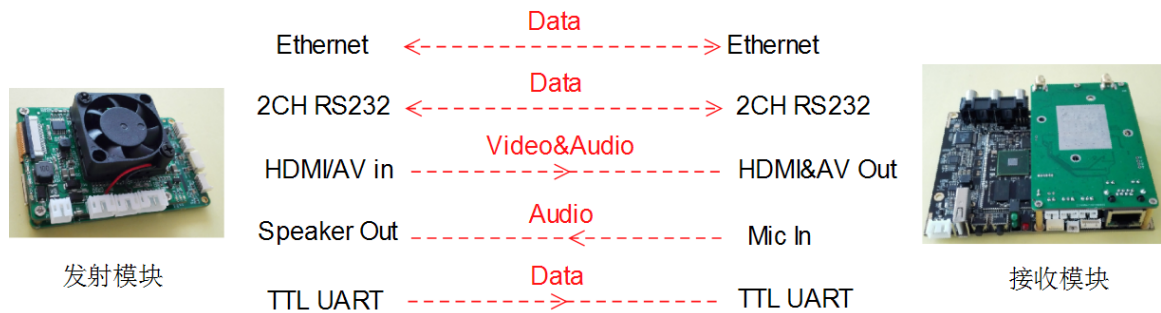 Data
Ethernet
Ethernet
Data
2CH RS232
2CH RS232
Video&Audio
HDMI/AV in
HDMI&AV Out
Audio
Speaker Out
Mic In
发射模块
接收模块
Data
TTL UART
TTL UART